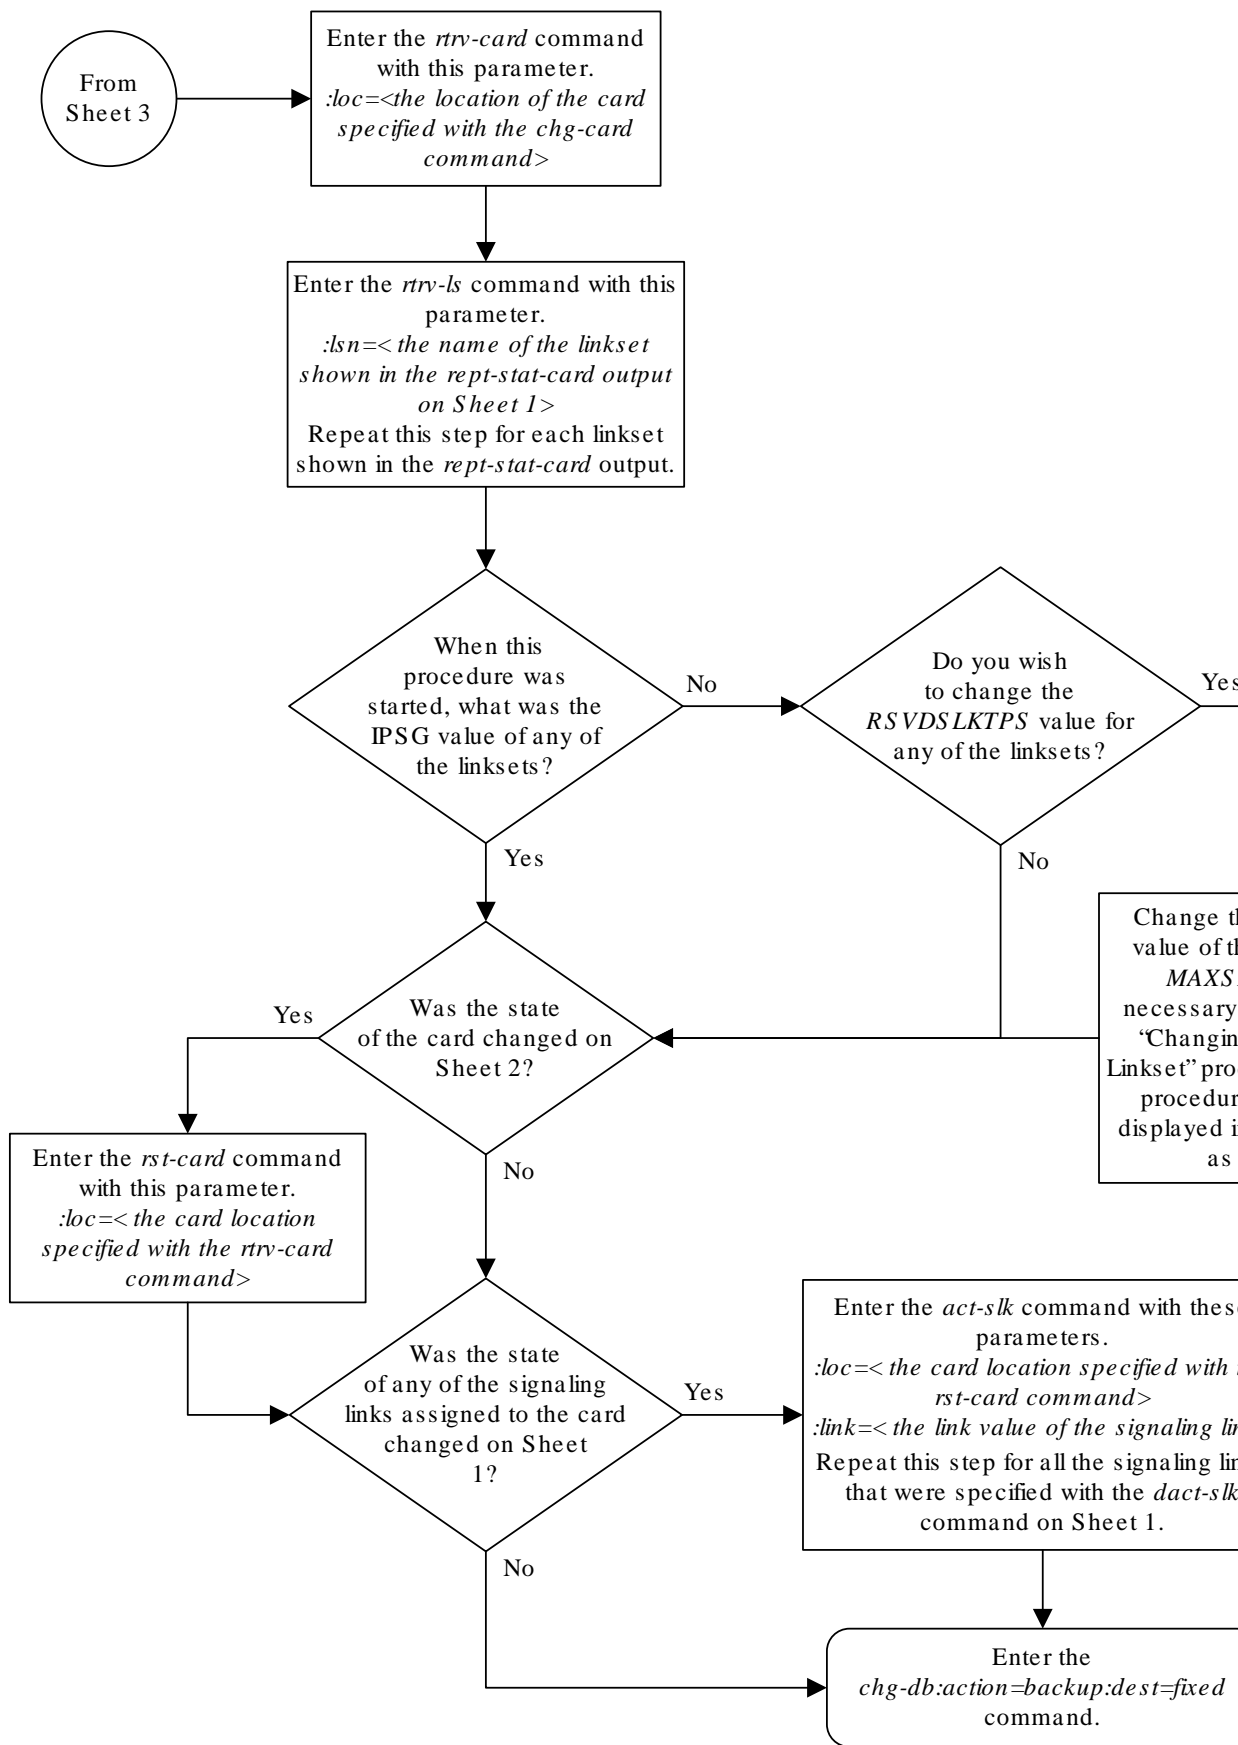 From
Sheet 3
Enter the rtrv-card command
with this parameter.
:loc=<the location of the card
specified with the chg-card
command>
Enter the rtrv-ls command with this
parameter.
:lsn=< the name of the linkset
shown in the rept-stat-card output
on Sheet 1>
Repeat this step for each linkset
shown in the rept-stat-card output.
When this
procedure was
started, what was the
IPSG value of any of
the linksets?
No
Do you wish
to change the
RSVDSLKTPS value for
any of the linksets?
Yes
Yes
No
Change
value of
necessary
Linkset”
displayed
as
Was the state
of the card changed on
Sheet 2?
Yes
No
Enter the rst-card command
with this parameter.
:loc=< the card location
specified with the rtrv-card
command>
Was the state
of any of the signaling
links assigned to the card
changed on Sheet
1?
Yes
No
Enter the act-slk command with these
parameters.
:loc=< the card location specified with
rst-card command>
:link=< the link value of the signaling
Repeat this step for all the signaling
that were specified with the dact-slk
command on Sheet 1.
Enter the
chg-db:action=backup:dest=fixed
command.